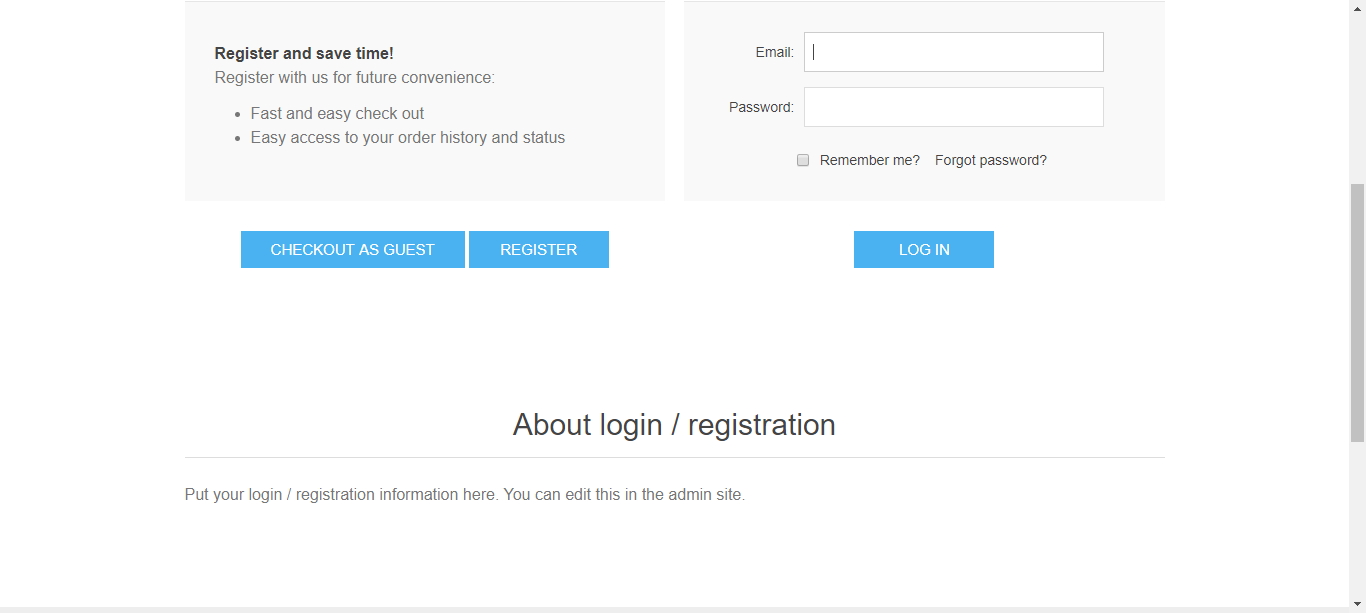 Register and save time!
Register with us for future convenience:
Fast and easy check out
Easy access to your order history and status
CHECKOUT AS GUEST
REGISTER
Email:
Password:
Remember me?
Forgot password?
LOG IN
About login / registration
Put your login / registration information here. You can edit this in the admin site.